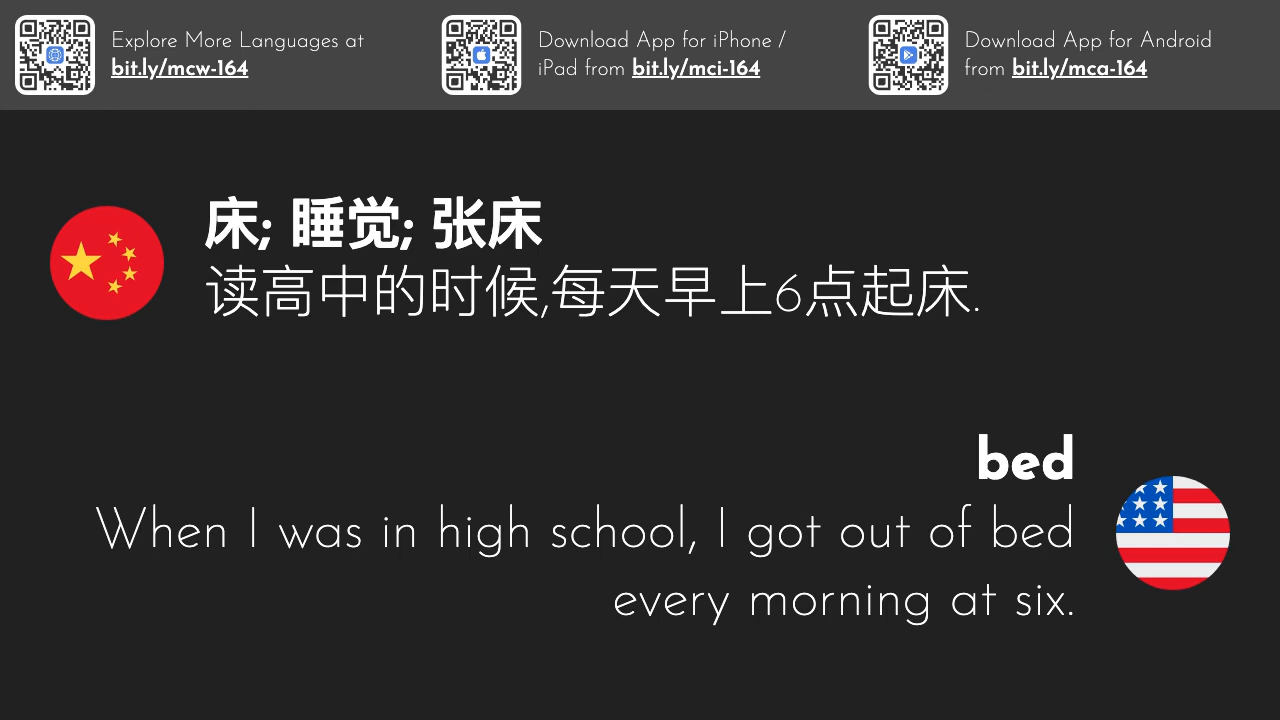 Explore More Languages at
bit.ly/mcw-164
Download App for iPhone /
iPad from bit.ly/mci-164
Download App for Android
from bit.ly/mca-164
床; 睡觉; 张床
读高中的时候,每天早上6点起床.
bed
When I was in high school, I got out of bed
every morning at six.